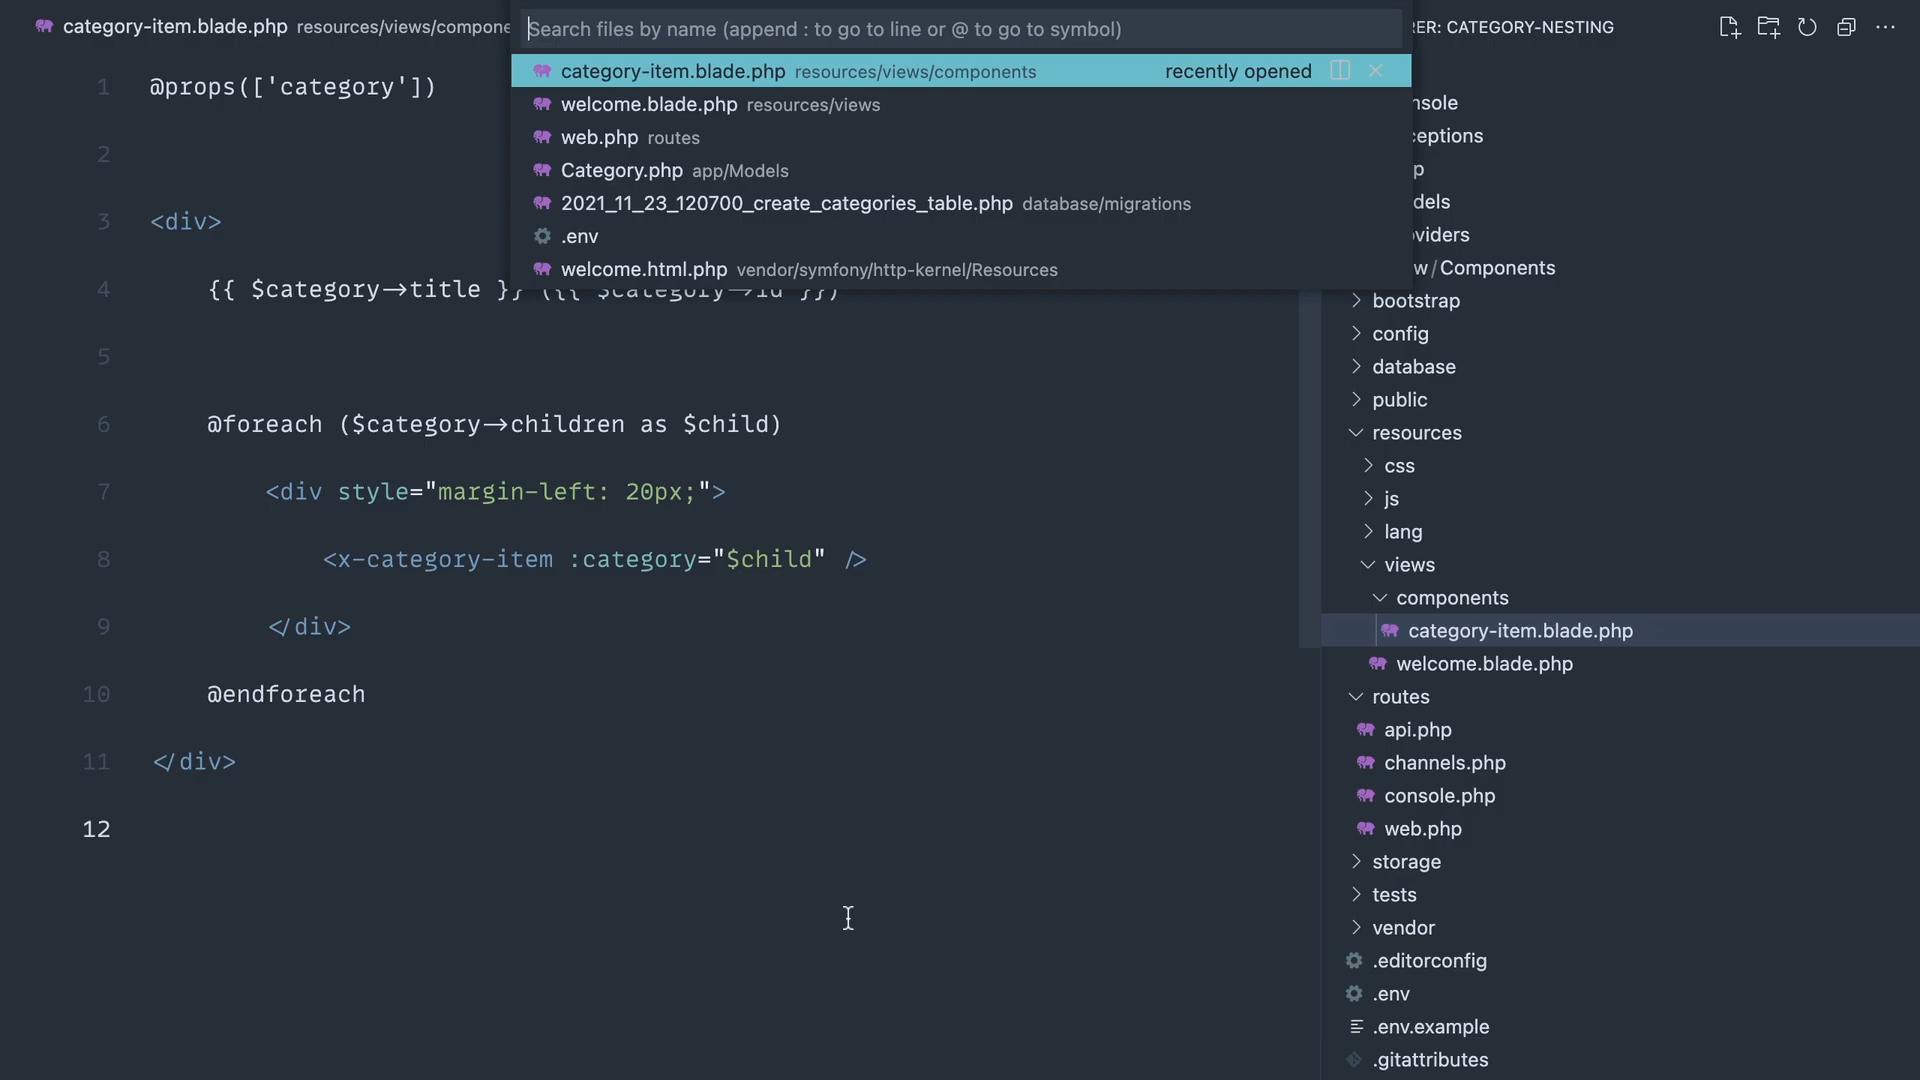 category-item.blade.php resources/views/compone
Search files by name (append : to go to line or @ to go to symbol)
category-item.blade.php resources/views/components recently opened
welcome.blade.php resources/views
web.php routes
Category.php app/Models
2021_11_23_120700_create_categories_table.php database/migrations
.env
welcome.html.php vendor/symfony/http-kernel/Resources
1 @props(['category'])
2
3 <div>
4 {{ $category->title }} ({{ $category->id }})
5
6 @foreach ($category->children as $child)
7 <div style="margin-left: 20px;">
8 <x-category-item :category="$child" />
9 </div>
10 @endforeach
11 </div>
12
RER: CATEGORY-NESTING
nsole
ceptions
p
dels
oviders
w/Components
bootstrap
config
database
public
resources
css
js
lang
views
components
category-item.blade.php
welcome.blade.php
routes
api.php
channels.php
console.php
web.php
storage
tests
vendor
.editorconfig
.env
.env.example
.gitattributes